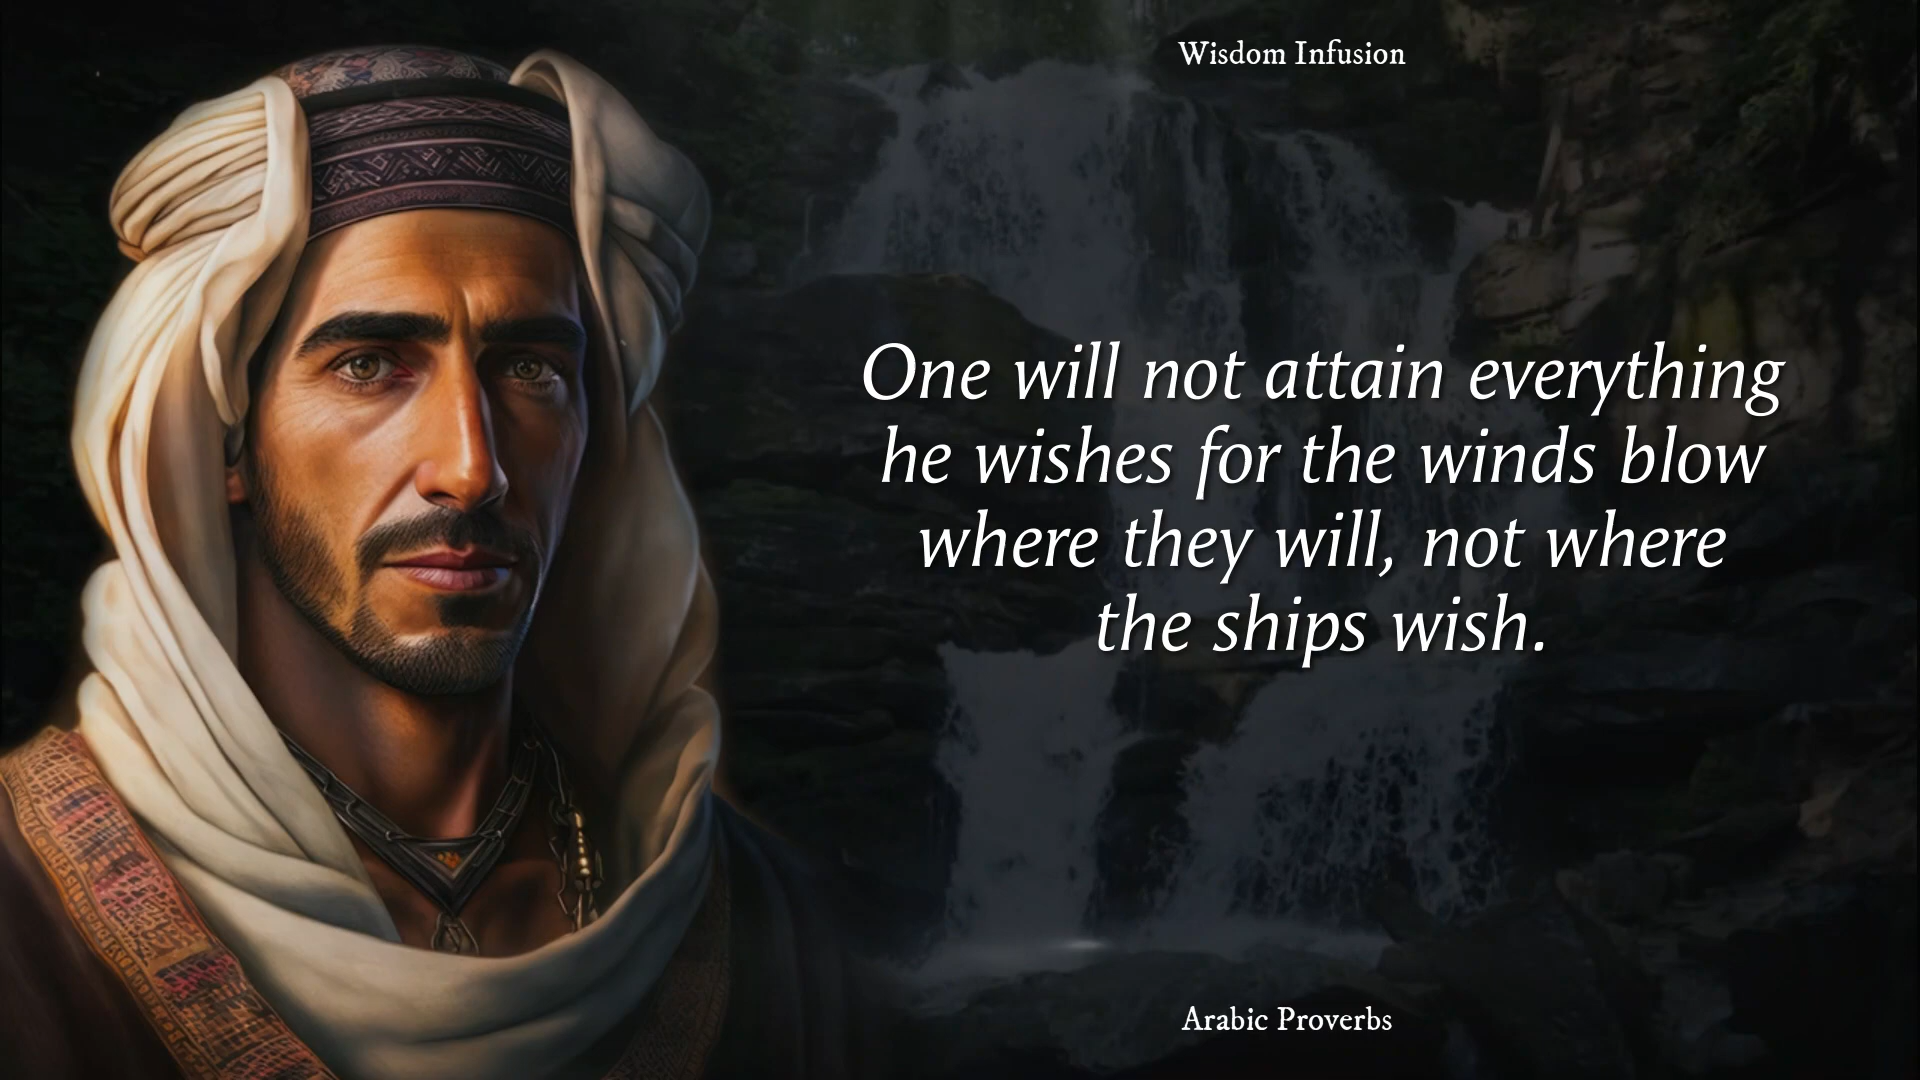 Wisdom Infusion
One will not attain everything
he wishes for the winds blow
where they will, not where
the ships wish.
Arabic Proverbs